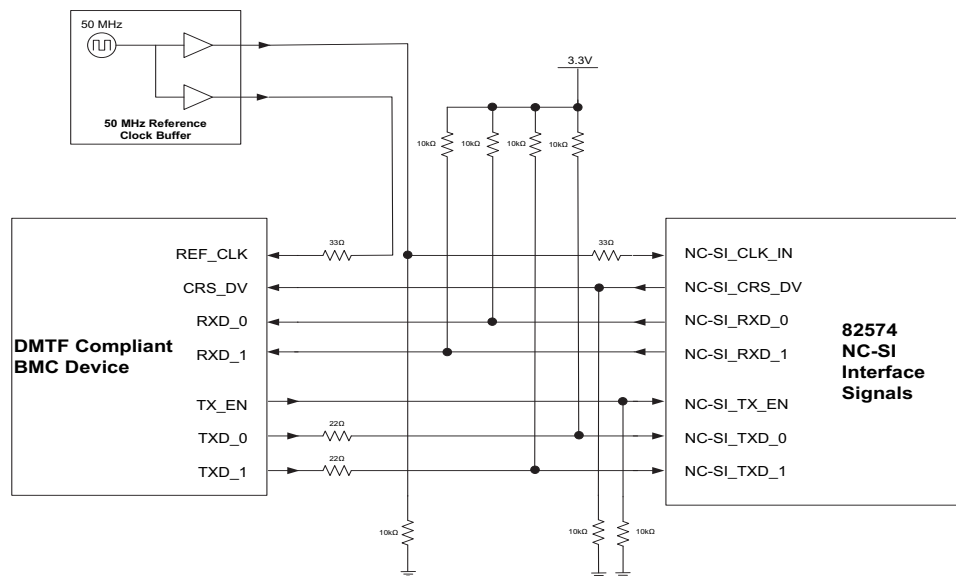 50 MHz
50 MHz Reference
Clock Buffer
3.3V
10kΩ
10kΩ
10kΩ
10kΩ
DMTF Compliant
BMC Device
REF_CLK
CRS_DV
RXD_0
RXD_1
TX_EN
TXD_0
TXD_1
33Ω
33Ω
22Ω
22Ω
NC-SI_CLK_IN
NC-SI_CRS_DV
NC-SI_RXD_0
NC-SI_RXD_1
NC-SI_TX_EN
NC-SI_TXD_0
NC-SI_TXD_1
82574
NC-SI
Interface
Signals
10kΩ
10kΩ
10kΩ